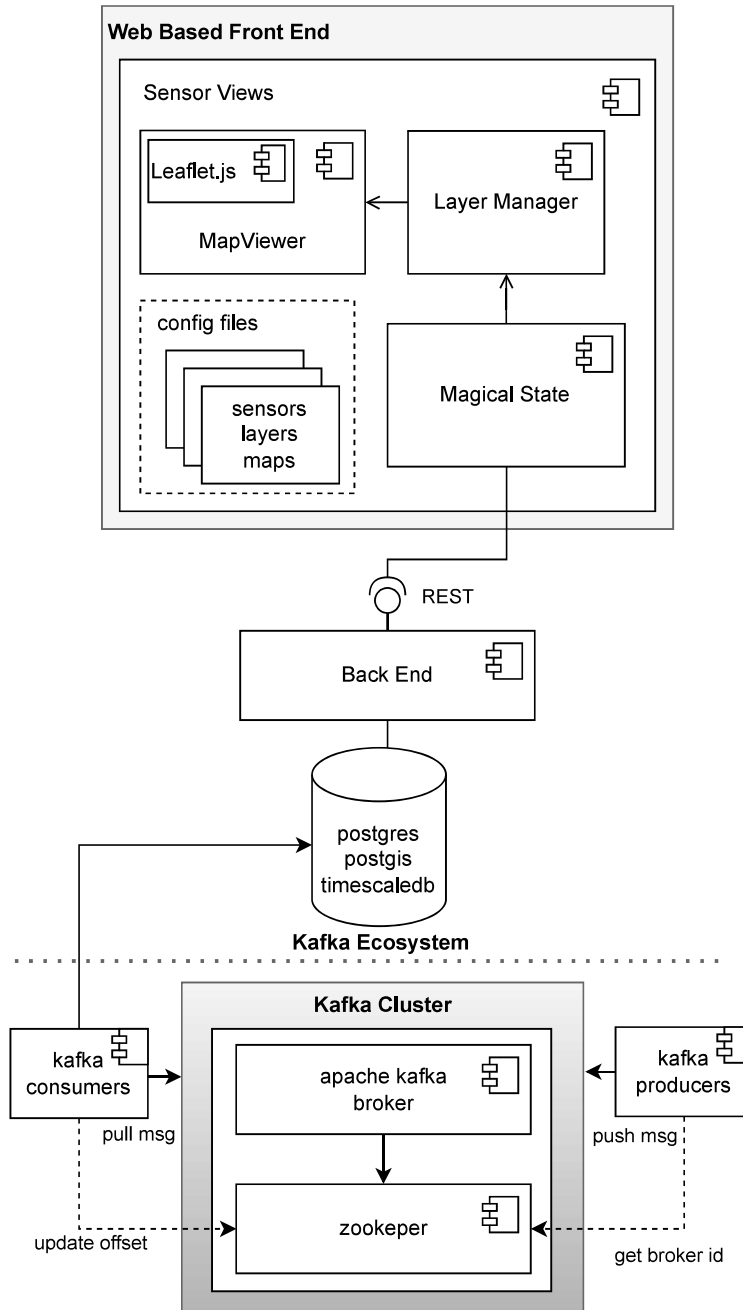 Web Based Front End
Sensor Views
Leaflet.js
MapViewer
Layer Manager
config files
sensors
layers
maps
Magical State
REST
Back End
postgres
postgis
timescaledb
Kafka Ecosystem
Kafka Cluster
kafka
consumers
apache kafka
broker
kafka
producers
pull msg
push msg
zookeper
update offset
get broker id